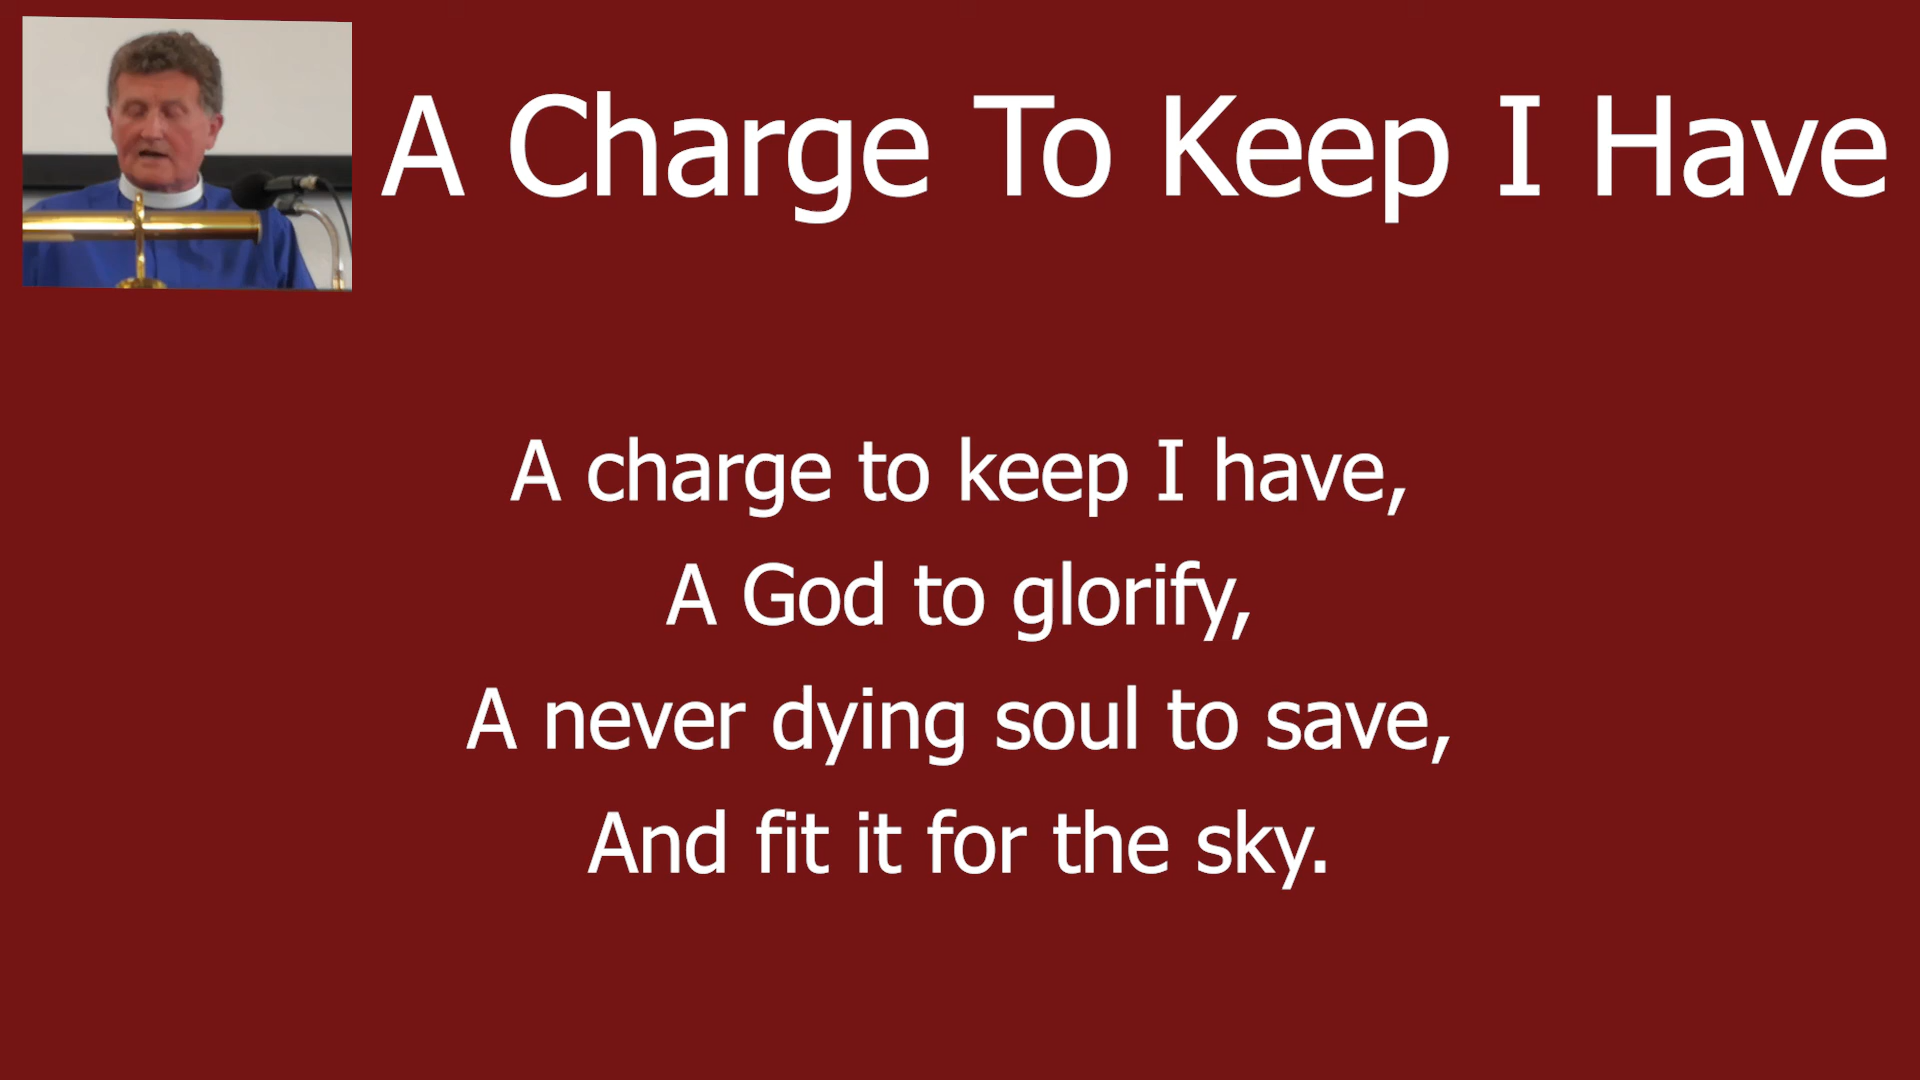 A Charge To Keep I Have
A charge to keep I have,
A God to glorify,
A never dying soul to save,
And fit it for the sky.